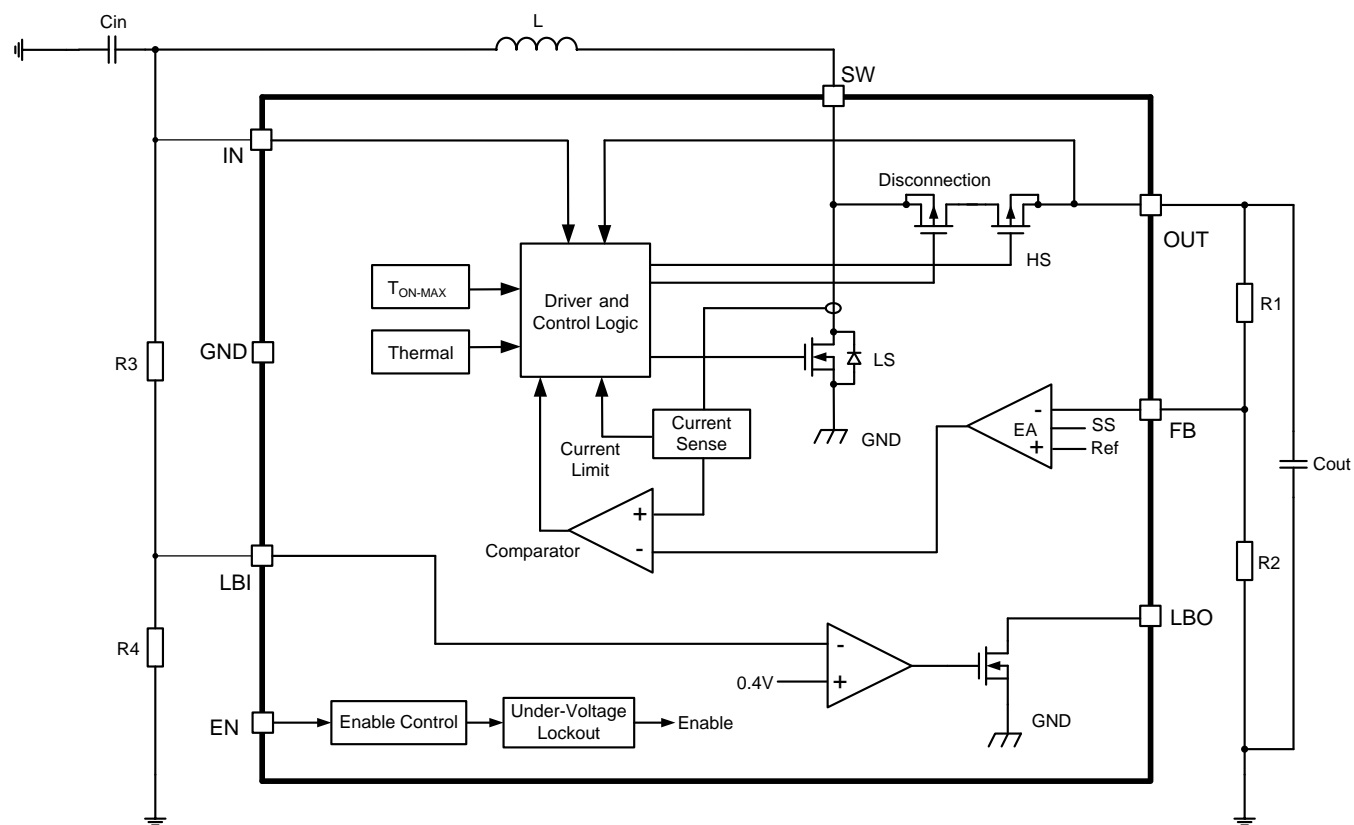 Cin
L
SW
IN
Disconnection
OUT
HS
T_ON-MAX
Driver and
Control Logic
R1
GND
Thermal
R3
LS
Current
Sense
GND
-
EA
SS
+
Ref
FB
Current
Limit
Cout
+
-
Comparator
R2
LBI
LBO
-
R4
0.4V
+
EN
Enable Control
Under-Voltage
Lockout
Enable
GND